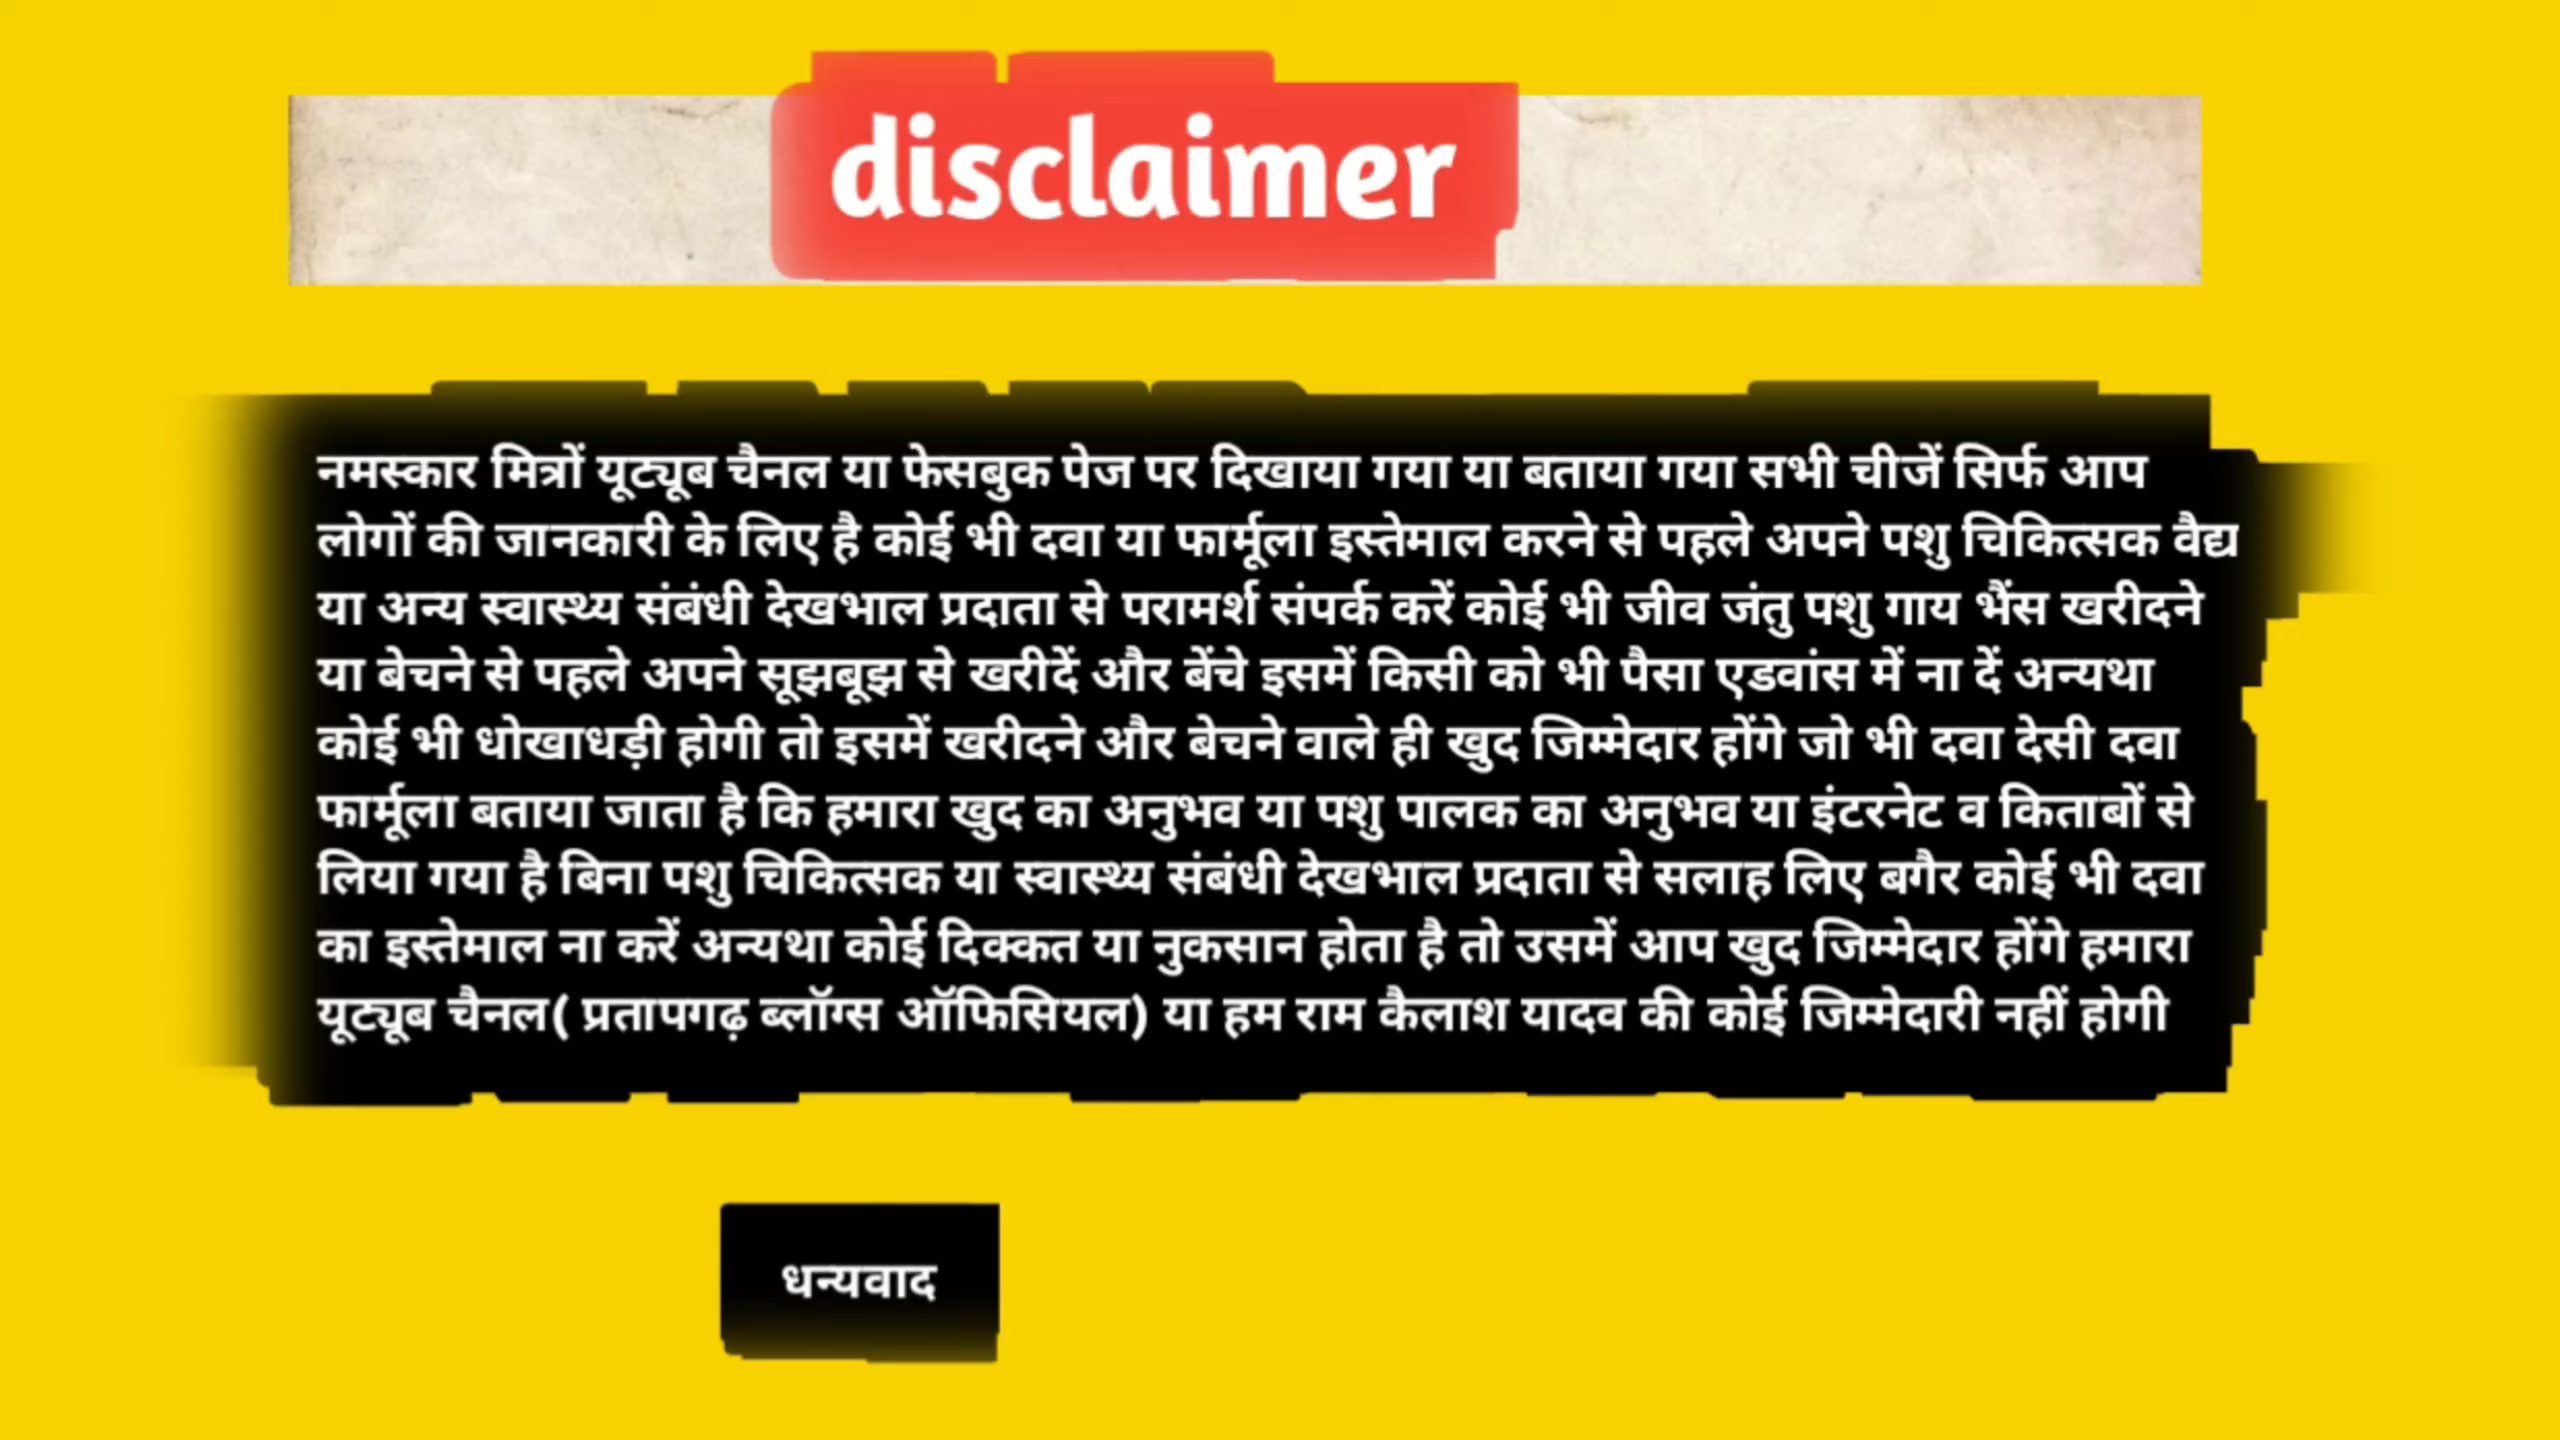 disclaimer
नमस्कार मित्रों यूट्यूब चैनल या फेसबुक पेज पर दिखाया गया या बताया गया सभी चीजें सिर्फ आप
लोगों की जानकारी के लिए है कोई भी दवा या फार्मूला इस्तेमाल करने से पहले अपने पशु चिकित्सक वैद्य
या अन्य स्वास्थ्य संबंधी देखभाल प्रदाता से परामर्श संपर्क करें कोई भी जीव जंतु पशु गाय भैंस खरीदने
या बेचने से पहले अपने सूझबूझ से खरीदें और बेंचे इसमें किसी को भी पैसा एडवांस में ना दें अन्यथा
कोई भी धोखाधड़ी होगी तो इसमें खरीदने और बेचने वाले ही खुद जिम्मेदार होंगे जो भी दवा देसी दवा
फार्मूला बताया जाता है कि हमारा खुद का अनुभव या पशु पालक का अनुभव या इंटरनेट व किताबों से
लिया गया है बिना पशु चिकित्सक या स्वास्थ्य संबंधी देखभाल प्रदाता से सलाह लिए बगैर कोई भी दवा
का इस्तेमाल ना करें अन्यथा कोई दिक्कत या नुकसान होता है तो उसमें आप खुद जिम्मेदार होंगे हमारा
यूट्यूब चैनल( प्रतापगढ़ ब्लॉग्स ऑफिसियल) या हम राम कैलाश यादव की कोई जिम्मेदारी नहीं होगी
धन्यवाद